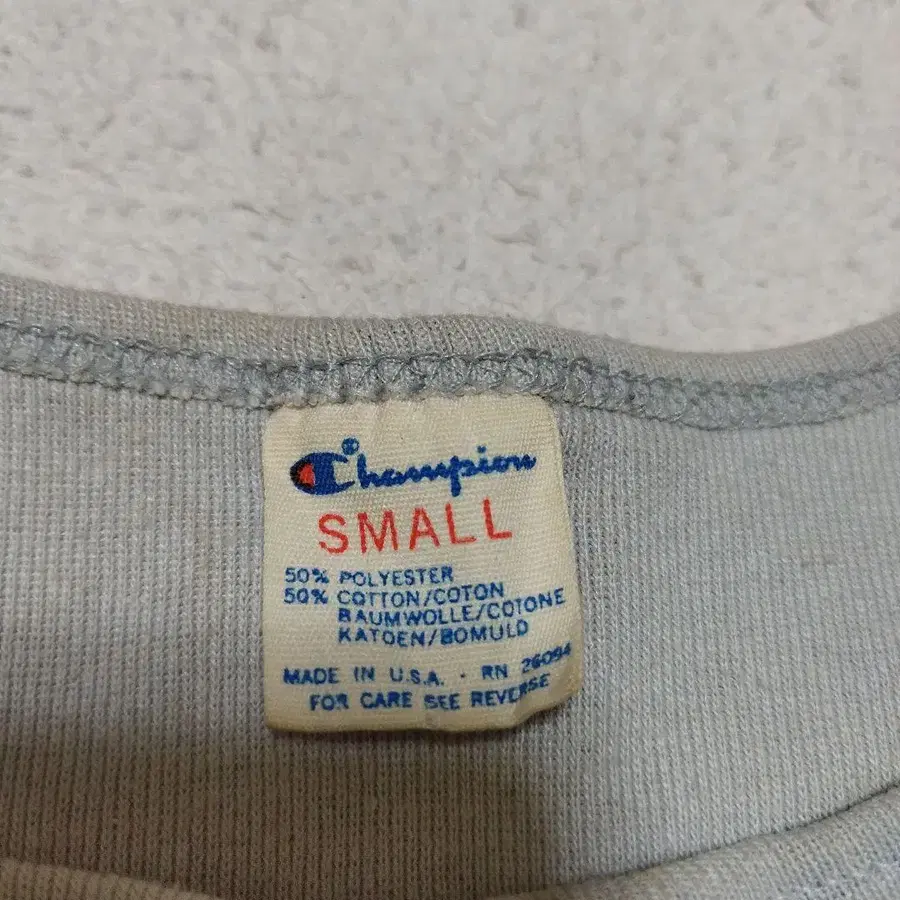 Champion®
SMALL
50% POLYESTER
50% COTTON/COTON
BAUMWOLLE/COTONE
KATOEN/BOMULD
MADE IN U.S.A. · RN 26094
FOR CARE SEE REVERSE